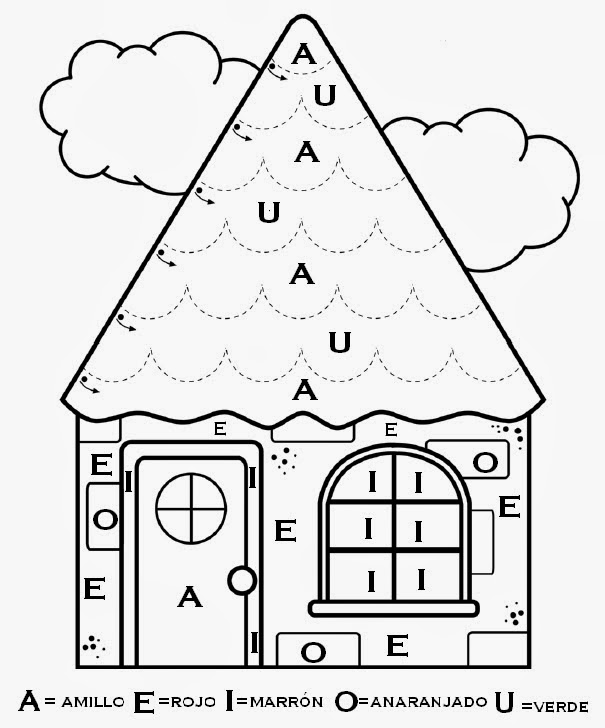 A
U
A
U
A
U
A
E E
E I I O
I I
O E
E I I E
E A I I
I O E
A = AMILLO E =ROJO I =MARRÓN O =ANARANJADO U =VERDE